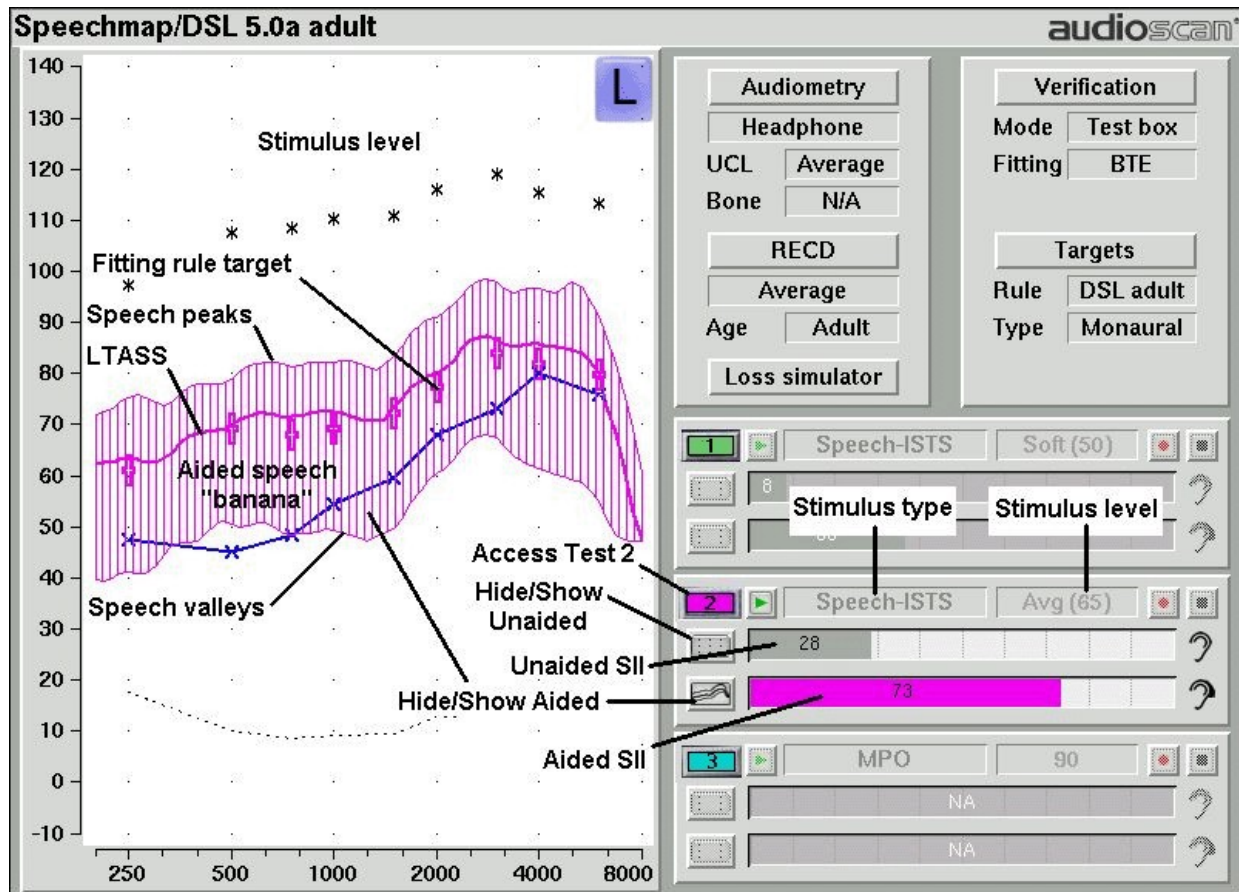 Speechmap/DSL 5.0a adult
audioscan
L
140
130
120
110
100
90
80
70
60
50
40
30
20
10
0
-10
250
500
1000
2000
4000
8000
Stimulus level
Fitting rule target
Speech peaks
LTASS
Aided speech
"banana"
Speech valleys
Audiometry
Headphone
UCL Average
Bone N/A
RECD
Average
Age Adult
Loss simulator
Verification
Mode Test box
Fitting BTE
Targets
Rule DSL adult
Type Monaural
1 Speech-ISTS Soft (50)
8
Stimulus type
Stimulus level
Access Test 2
Hide/Show
Unaided
Unaided SII
Hide/Show Aided
Aided SII
2 Speech-ISTS Avg (65)
28
73
3 MPO 90
NA
NA